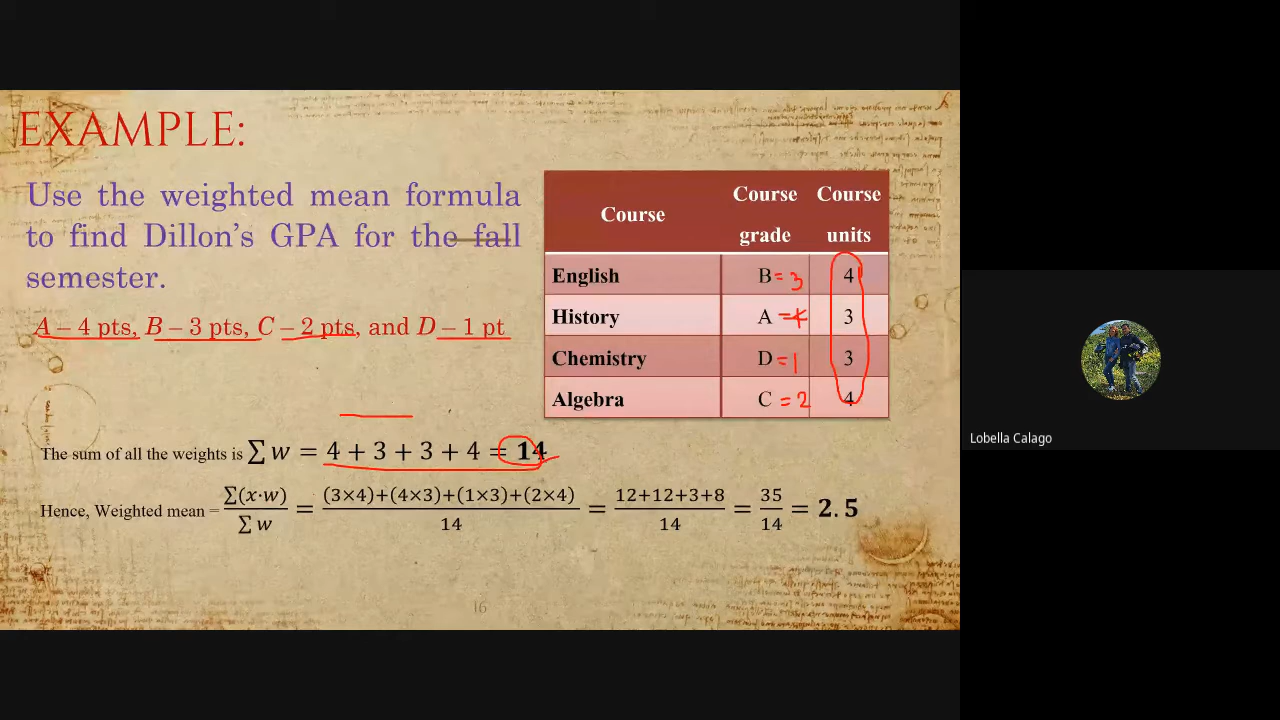 EXAMPLE:
Use the weighted mean formula
to find Dillon's GPA for the fall
semester.
A – 4 pts, B – 3 pts, C – 2 pts, and D – 1 pt
Course Course grade Course units
English B = 3 4
History A = 4 3
Chemistry D = 1 3
Algebra C = 2 4
The sum of all the weights is ∑ w = 4 + 3 + 3 + 4 = 14
Hence, Weighted mean = ∑(x·w)/∑ w = (3×4)+(4×3)+(1×3)+(2×4)/14 = 12+12+3+8/14 = 35/14 = 2.5
16
Lobella Calago